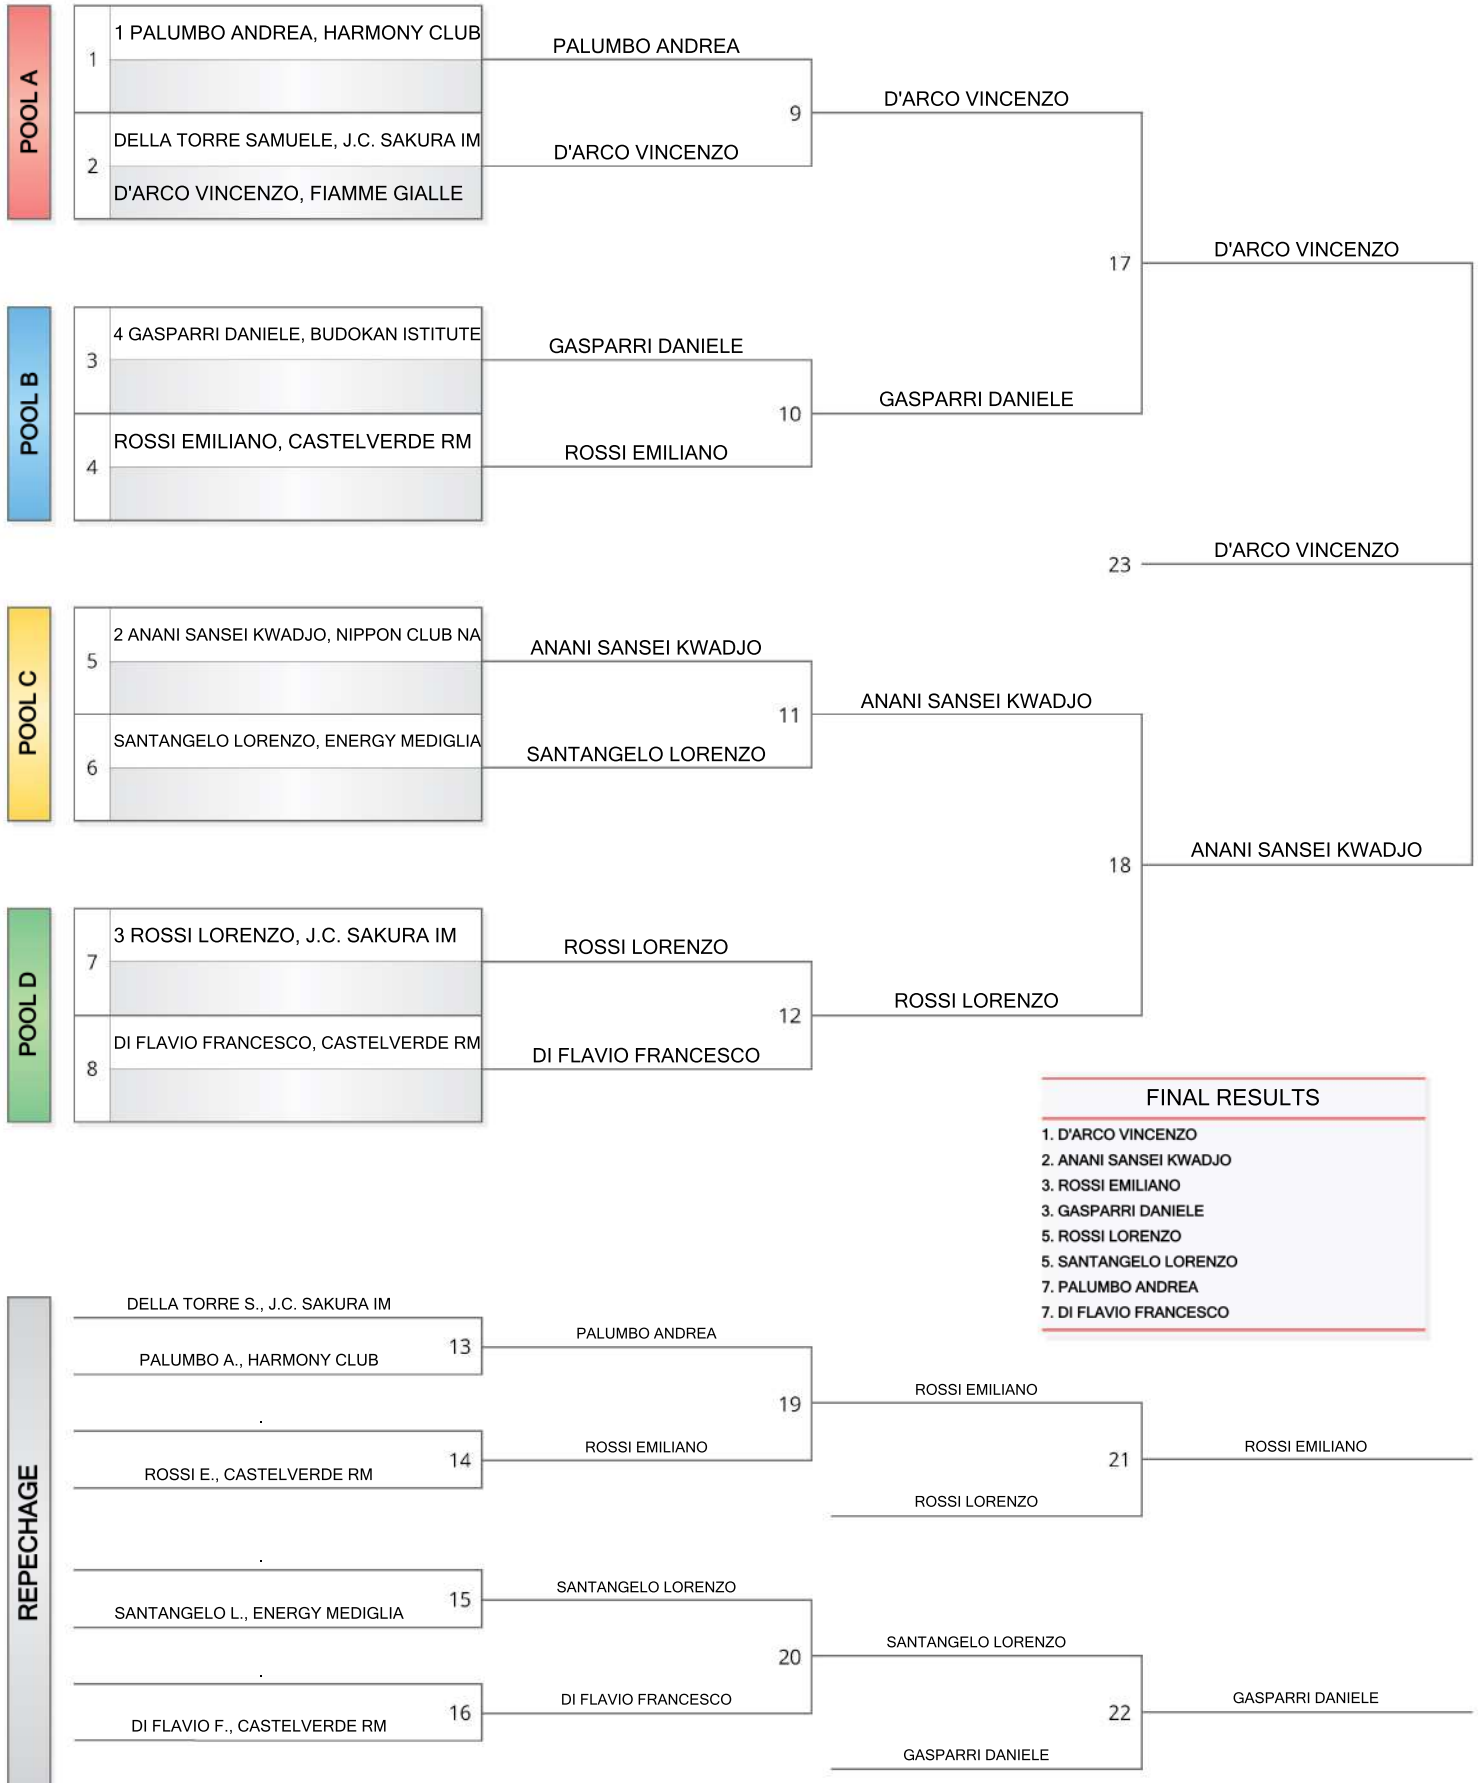 POOL A
1
1 PALUMBO ANDREA, HARMONY CLUB
2
DELLA TORRE SAMUELE, J.C. SAKURA IM
D'ARCO VINCENZO, FIAMME GIALLE
PALUMBO ANDREA
D'ARCO VINCENZO
9
D'ARCO VINCENZO
POOL B
3
4 GASPARRI DANIELE, BUDOKAN ISTITUTE
4
ROSSI EMILIANO, CASTELVERDE RM
GASPARRI DANIELE
ROSSI EMILIANO
10
GASPARRI DANIELE
17
D'ARCO VINCENZO
23
D'ARCO VINCENZO
POOL C
5
2 ANANI SANSEI KWADJO, NIPPON CLUB NA
6
SANTANGELO LORENZO, ENERGY MEDIGLIA
ANANI SANSEI KWADJO
SANTANGELO LORENZO
11
ANANI SANSEI KWADJO
POOL D
7
3 ROSSI LORENZO, J.C. SAKURA IM
8
DI FLAVIO FRANCESCO, CASTELVERDE RM
ROSSI LORENZO
DI FLAVIO FRANCESCO
12
ROSSI LORENZO
18
ANANI SANSEI KWADJO
FINAL RESULTS
1. D'ARCO VINCENZO
2. ANANI SANSEI KWADJO
3. ROSSI EMILIANO
3. GASPARRI DANIELE
5. ROSSI LORENZO
5. SANTANGELO LORENZO
7. PALUMBO ANDREA
7. DI FLAVIO FRANCESCO
REPECHAGE
DELLA TORRE S., J.C. SAKURA IM
PALUMBO A., HARMONY CLUB
13
PALUMBO ANDREA
.
ROSSI E., CASTELVERDE RM
14
ROSSI EMILIANO
19
ROSSI EMILIANO
ROSSI LORENZO
21
ROSSI EMILIANO
.
SANTANGELO L., ENERGY MEDIGLIA
15
SANTANGELO LORENZO
.
DI FLAVIO F., CASTELVERDE RM
16
DI FLAVIO FRANCESCO
20
SANTANGELO LORENZO
GASPARRI DANIELE
22
GASPARRI DANIELE